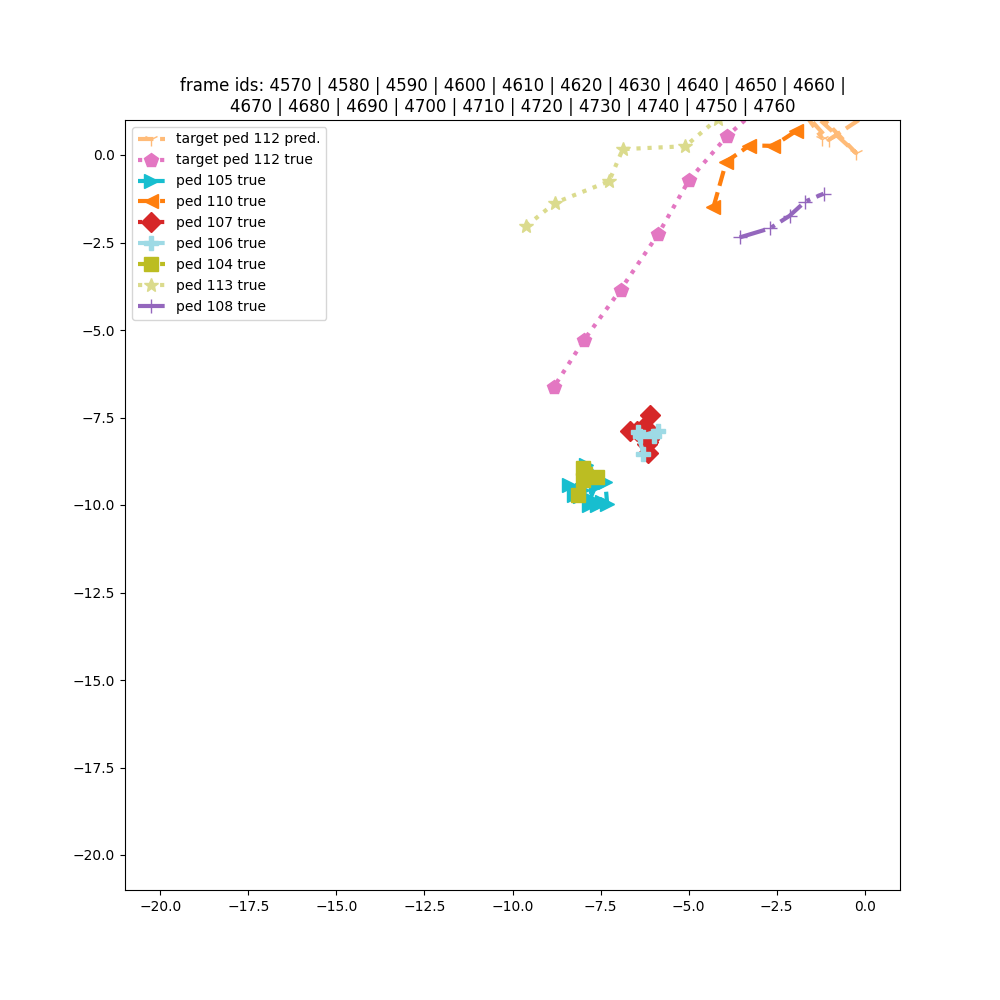 frame ids: 4570 | 4580 | 4590 | 4600 | 4610 | 4620 | 4630 | 4640 | 4650 | 4660 |
4670 | 4680 | 4690 | 4700 | 4710 | 4720 | 4730 | 4740 | 4750 | 4760
target ped 112 pred.
target ped 112 true
ped 105 true
ped 110 true
ped 107 true
ped 106 true
ped 104 true
ped 113 true
ped 108 true
0.0
−2.5
−5.0
−7.5
−10.0
−12.5
−15.0
−17.5
−20.0
−20.0 −17.5 −15.0 −12.5 −10.0 −7.5 −5.0 −2.5 0.0